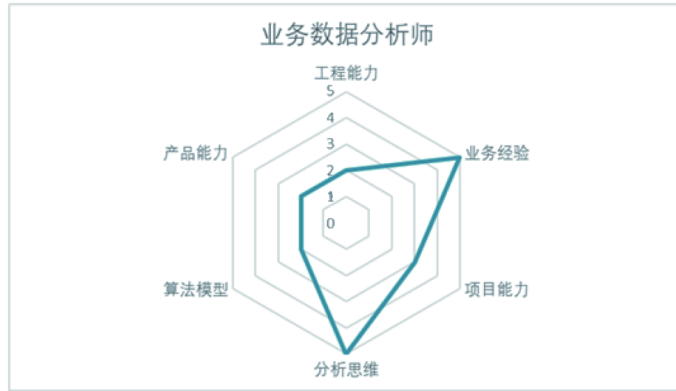 业务数据分析师
工程能力
5
4
3
2
1
0
业务经验
项目能力
分析思维
算法模型
产品能力